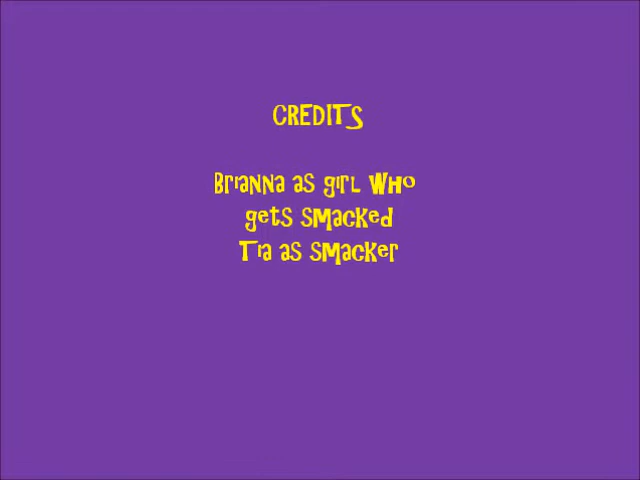 CREDITS
Brianna as girl who
gets smacked
Tia as smacker